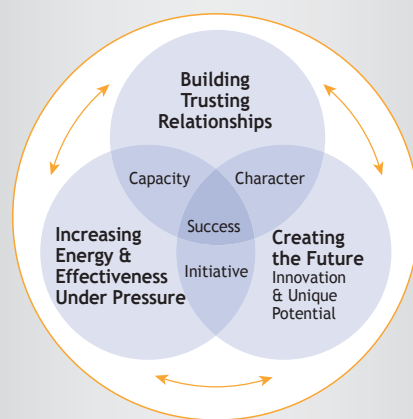 Building
Trusting
Relationships
Capacity
Character
Success
Initiative
Increasing
Energy &
Effectiveness
Under Pressure
Creating
the Future
Innovation
& Unique
Potential